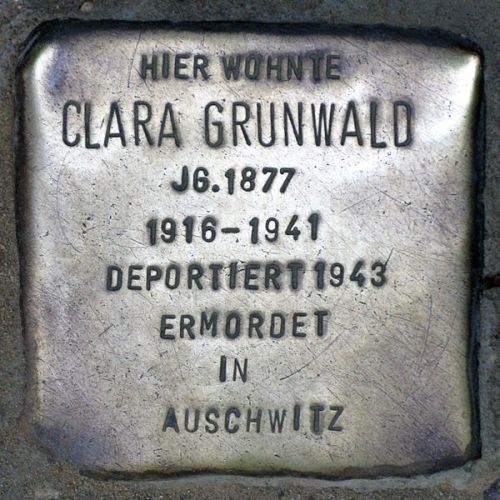 HIER WOHNTE
CLARA GRUNWALD
JG.1877
1916–1941
DEPORTIERT 1943
ERMORDET
IN
AUSCHWITZ